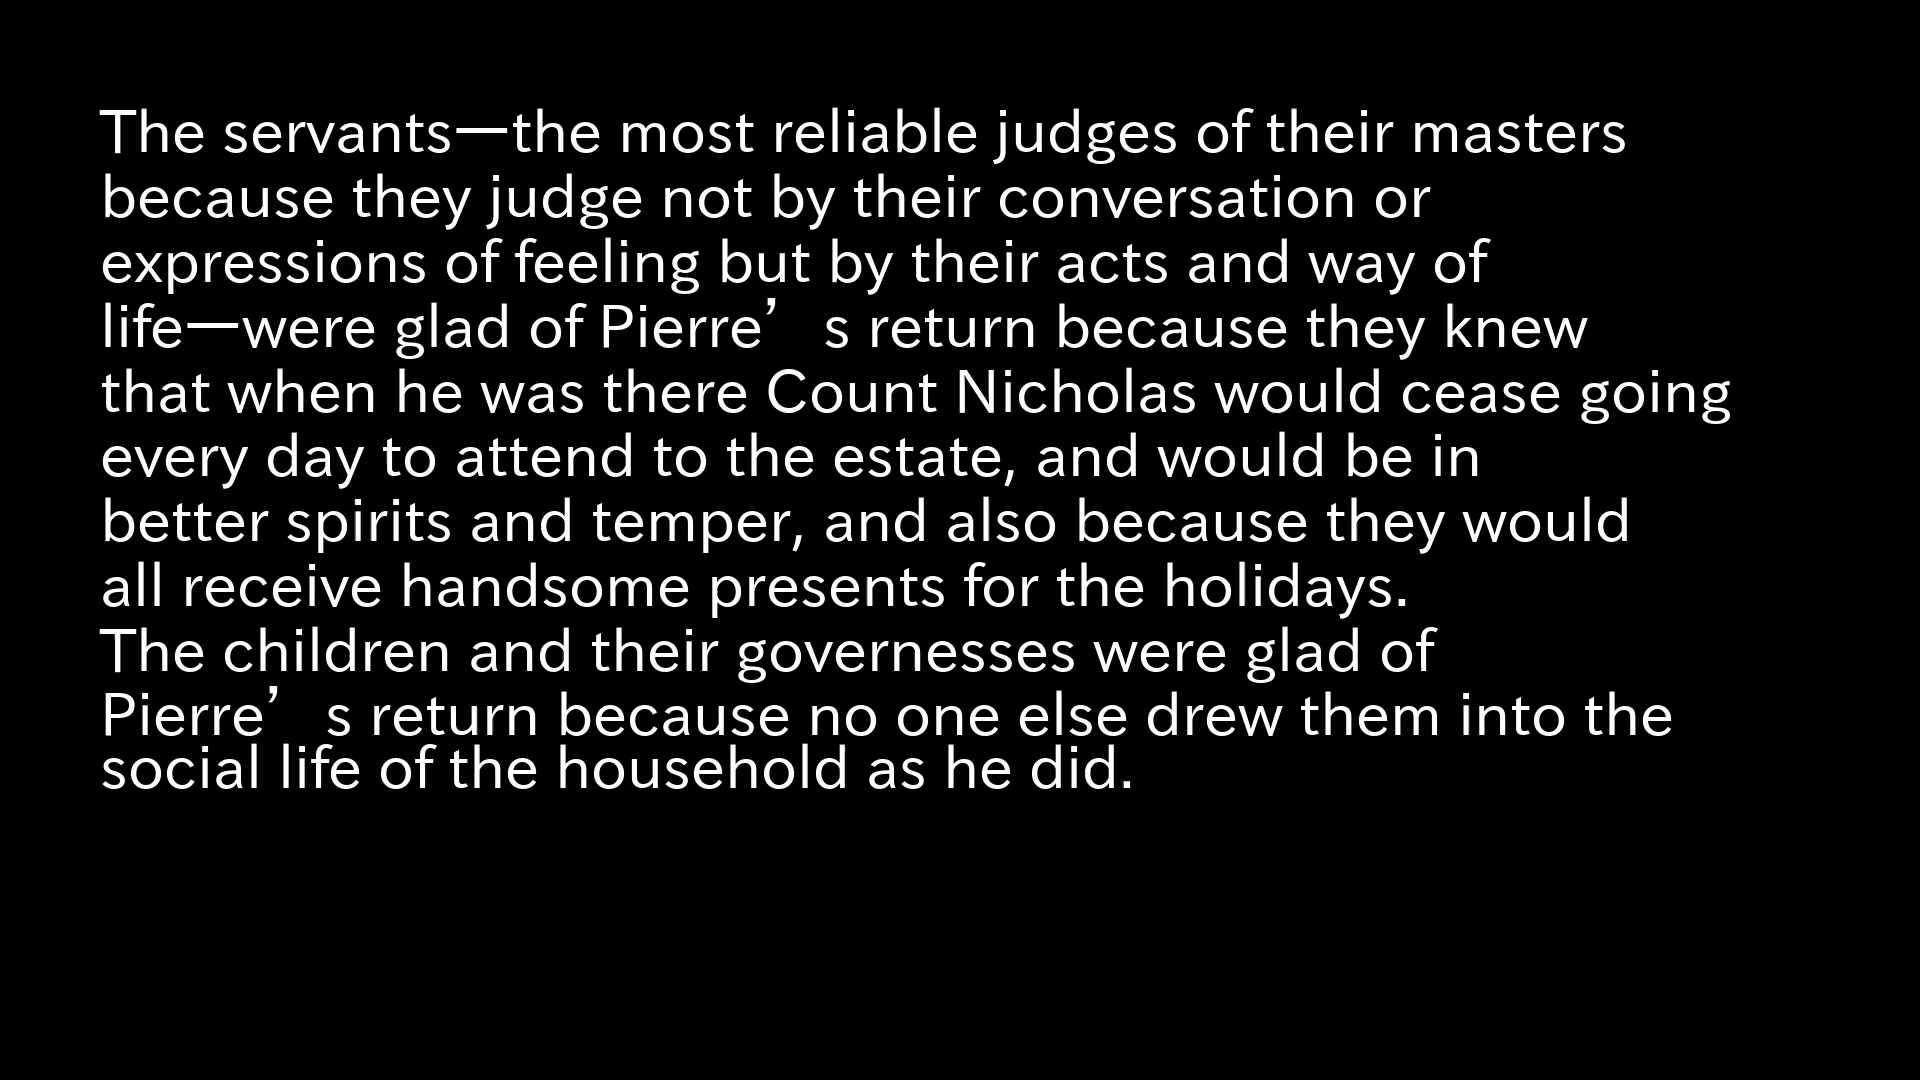 The servants—the most reliable judges of their masters
because they judge not by their conversation or
expressions of feeling but by their acts and way of
life—were glad of Pierre’s return because they knew
that when he was there Count Nicholas would cease going
every day to attend to the estate, and would be in
better spirits and temper, and also because they would
all receive handsome presents for the holidays.
The children and their governesses were glad of
Pierre’s return because no one else drew them into the
social life of the household as he did.